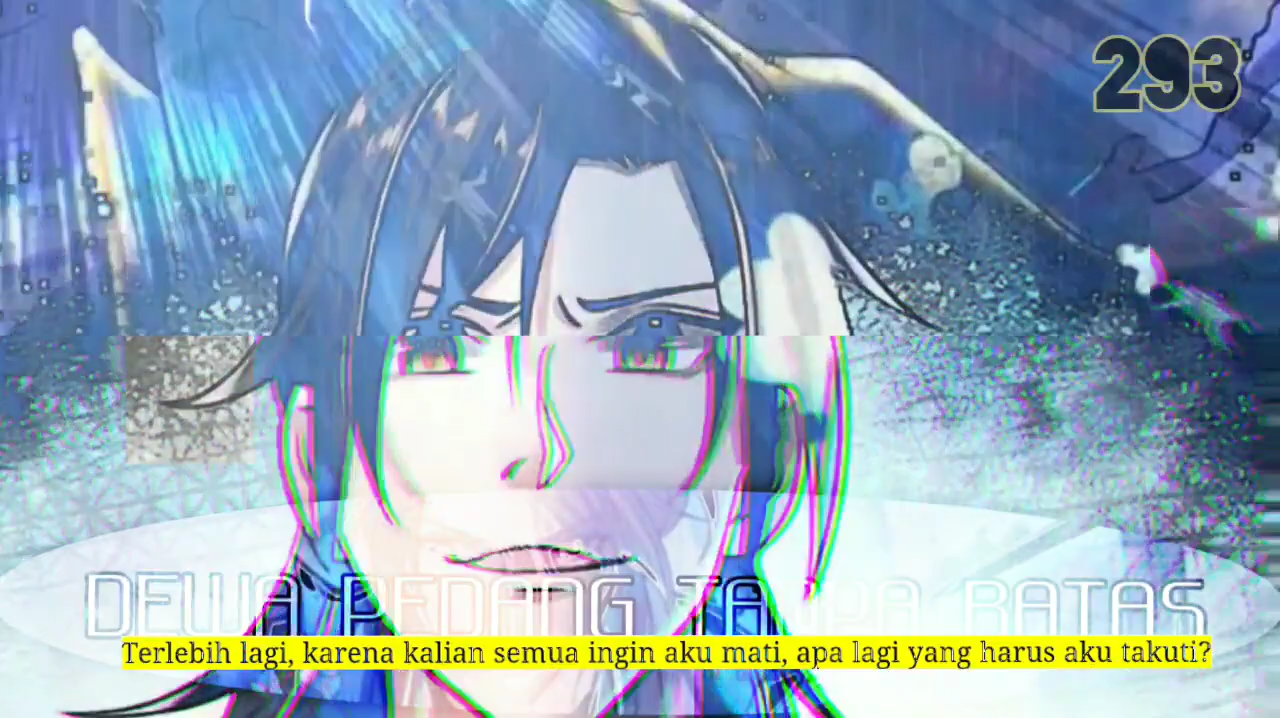 293
DEWA PEDANG TANPA BATAS
Terlebih lagi, karena kalian semua ingin aku mati, apa lagi yang harus aku takuti?